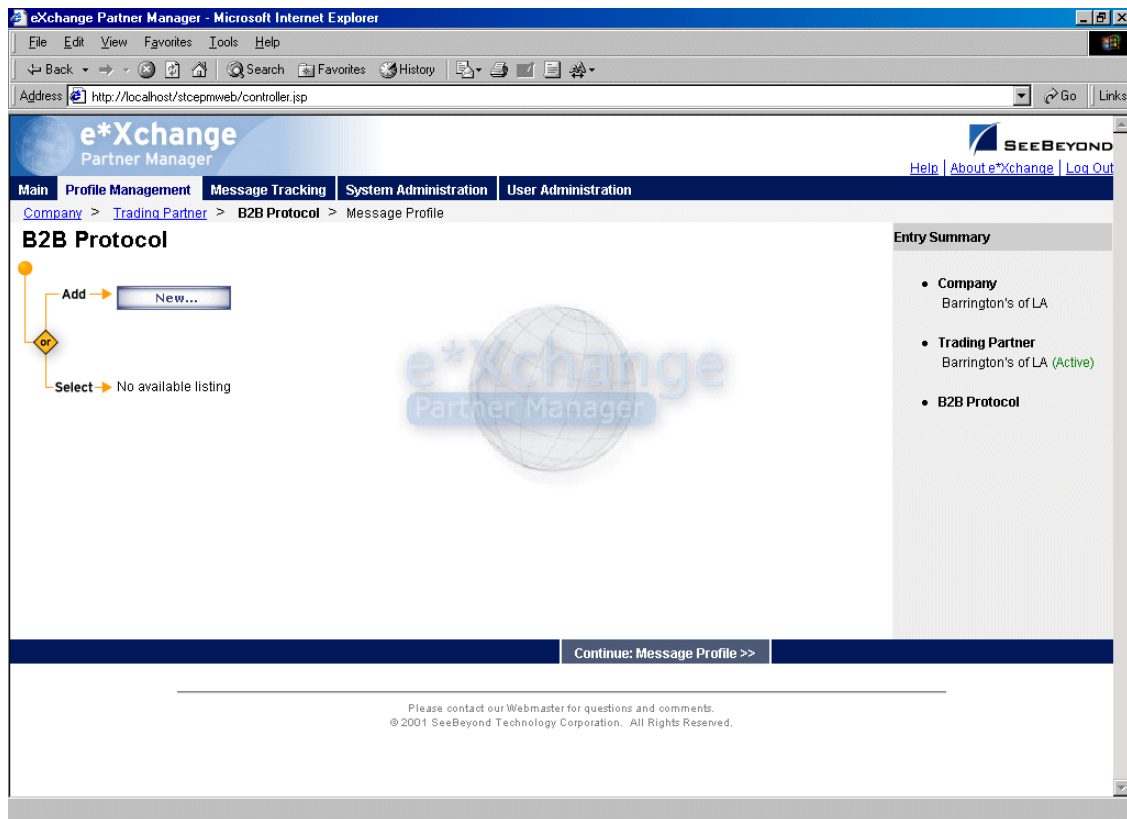 eXchange Partner Manager - Microsoft Internet Explorer
File Edit View Favorites Tools Help
Back Search Favorites History
Address http://localhost/stcepmweb/controller.jsp Go Links
e*Xchange
Partner Manager
SEEBEYOND
Help | About e*Xchange | Log Out
Main Profile Management Message Tracking System Administration User Administration
Company > Trading Partner > B2B Protocol > Message Profile
B2B Protocol
Entry Summary
Add New...
or
Select No available listing
e*Xchange
Partner Manager
• Company
Barrington's of LA
• Trading Partner
Barrington's of LA (Active)
• B2B Protocol
Continue: Message Profile >>
Please contact our Webmaster for questions and comments.
© 2001 SeeBeyond Technology Corporation. All Rights Reserved.